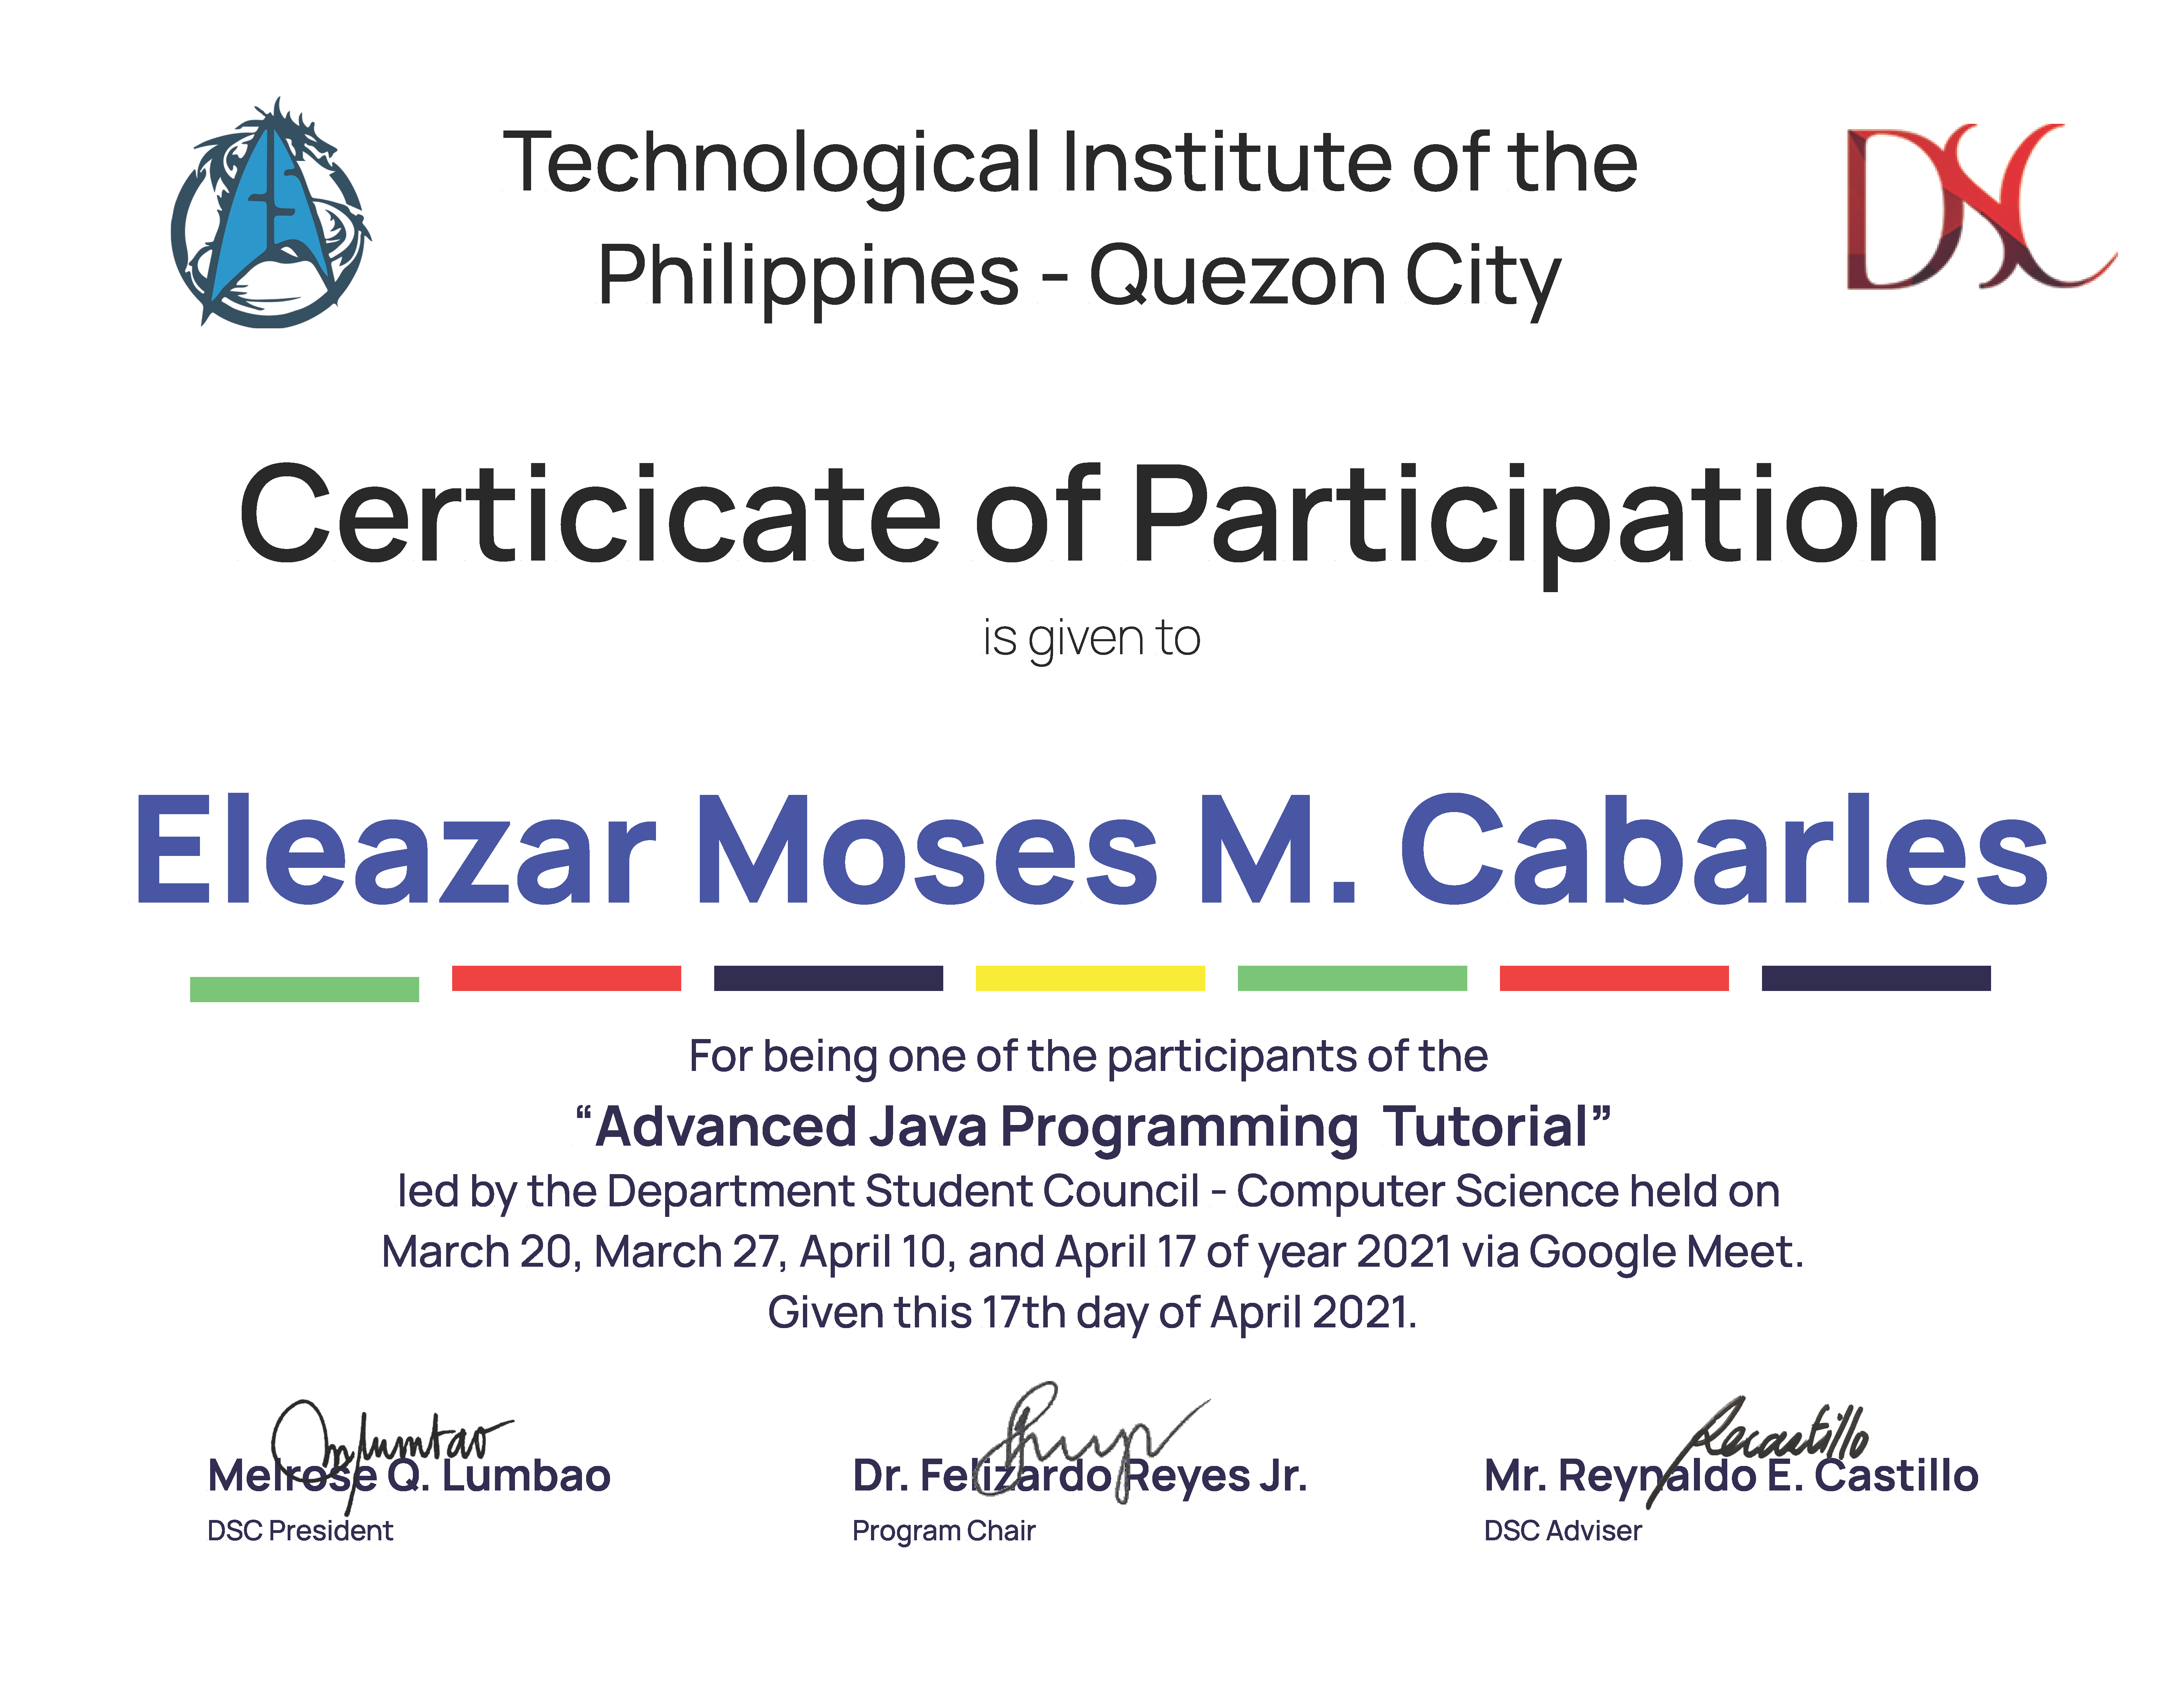 Technological Institute of the
Philippines - Quezon City
DSC
Certicicate of Participation
is given to
Eleazar Moses M. Cabarles
For being one of the participants of the
“Advanced Java Programming  Tutorial”
led by the Department Student Council - Computer Science held on
March 20, March 27, April 10, and April 17 of year 2021 via Google Meet.
Given this 17th day of April 2021.
Melrose Q. Lumbao
DSC President
Dr. Felizardo Reyes Jr.
Program Chair
Mr. Reynaldo E. Castillo
DSC Adviser